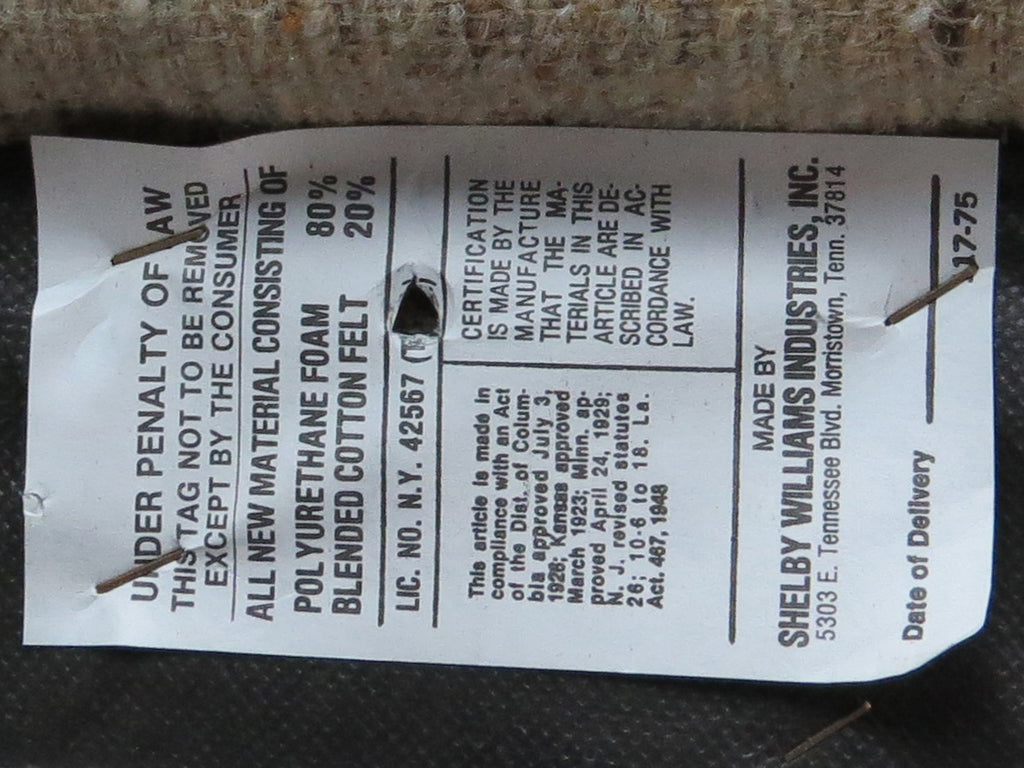 UNDER PENALTY OF LAW
THIS TAG NOT TO BE REMOVED
EXCEPT BY THE CONSUMER
ALL NEW MATERIAL CONSISTING OF
POLYURETHANE FOAM 80%
BLENDED COTTON FELT 20%
LIC. NO. N.Y. 42567
This article is made in
compliance with an Act
of the Dist. of Colum-
bia approved July 3,
1926; Kansas approved
March 1923; Minn. ap-
proved April 24, 1929;
N. J. revised statutes
26: 10-6 to 18. La.
Act. 467, 1948
CERTIFICATION
IS MADE BY THE
MANUFACTURE
THAT THE MA-
TERIALS IN THIS
ARTICLE ARE DE-
SCRIBED IN AC-
CORDANCE WITH
LAW.
MADE BY
SHELBY WILLIAMS INDUSTRIES, INC.
5303 E. Tennessee Blvd. Morristown, Tenn. 37814
Date of Delivery
17-75